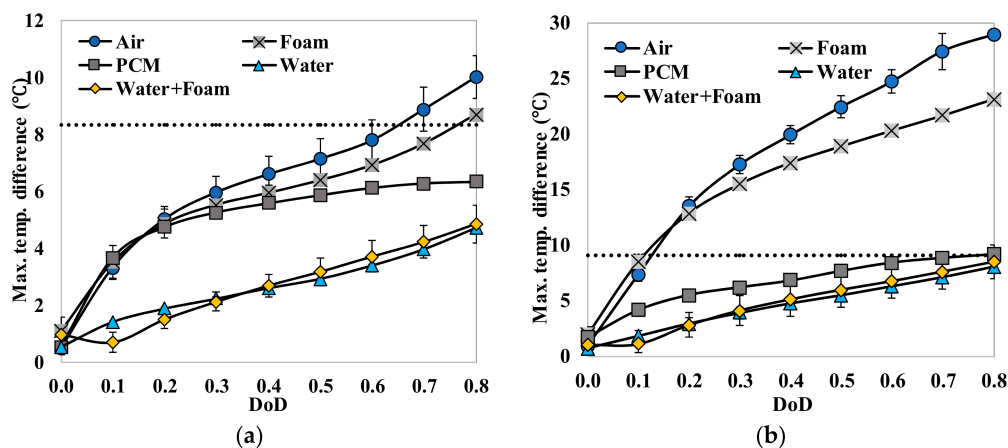 Max. temp. difference (℃)
12
10
8
6
4
2
0
Air
Foam
PCM
Water
Water+Foam
0.0 0.1 0.2 0.3 0.4 0.5 0.6 0.7 0.8
DoD
(a)
Max. temp. difference (℃)
30
25
20
15
10
5
0
Air
Foam
PCM
Water
Water+Foam
0.0 0.1 0.2 0.3 0.4 0.5 0.6 0.7 0.8
DoD
(b)